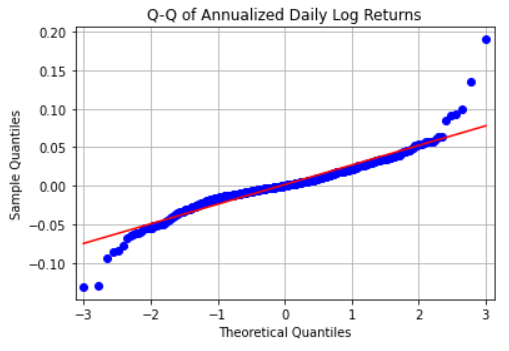 Q-Q of Annualized Daily Log Returns
0.20
0.15
0.10
0.05
0.00
−0.05
−0.10
Sample Quantiles
−3 −2 −1 0 1 2 3
Theoretical Quantiles